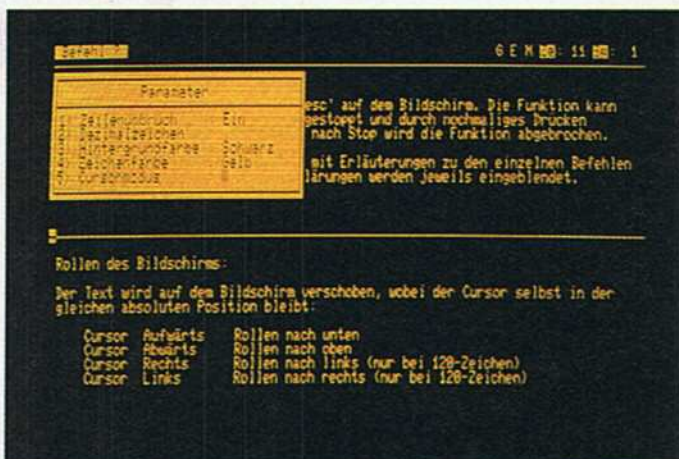 Befehl ?
G E M 11 : 1
Parameter
1 Zeilenumbruch : Ein
2 Dezimalzeichen
3 Hintergrundfarbe : Schwarz
4 Zeichenfarbe : Gelb
5 Cursormodus
esc' auf dem Bildschirm. Die Funktion kann
gestoppt und durch nochmaliges Drücken
nach Stop wird die Funktion abgebrochen.
mit Erläuterungen zu den einzelnen Befehlen
lärungen werden jeweils eingeblendet.
Rollen des Bildschirms:
Der Text wird auf dem Bildschirm verschoben, wobei der Cursor selbst in der
gleichen absoluten Position bleibt:
Cursor Aufwärts Rollen nach unten
Cursor Abwärts Rollen nach oben
Cursor Rechts Rollen nach links (nur bei 120-Zeichen)
Cursor Links Rollen nach rechts (nur bei 120-Zeichen)